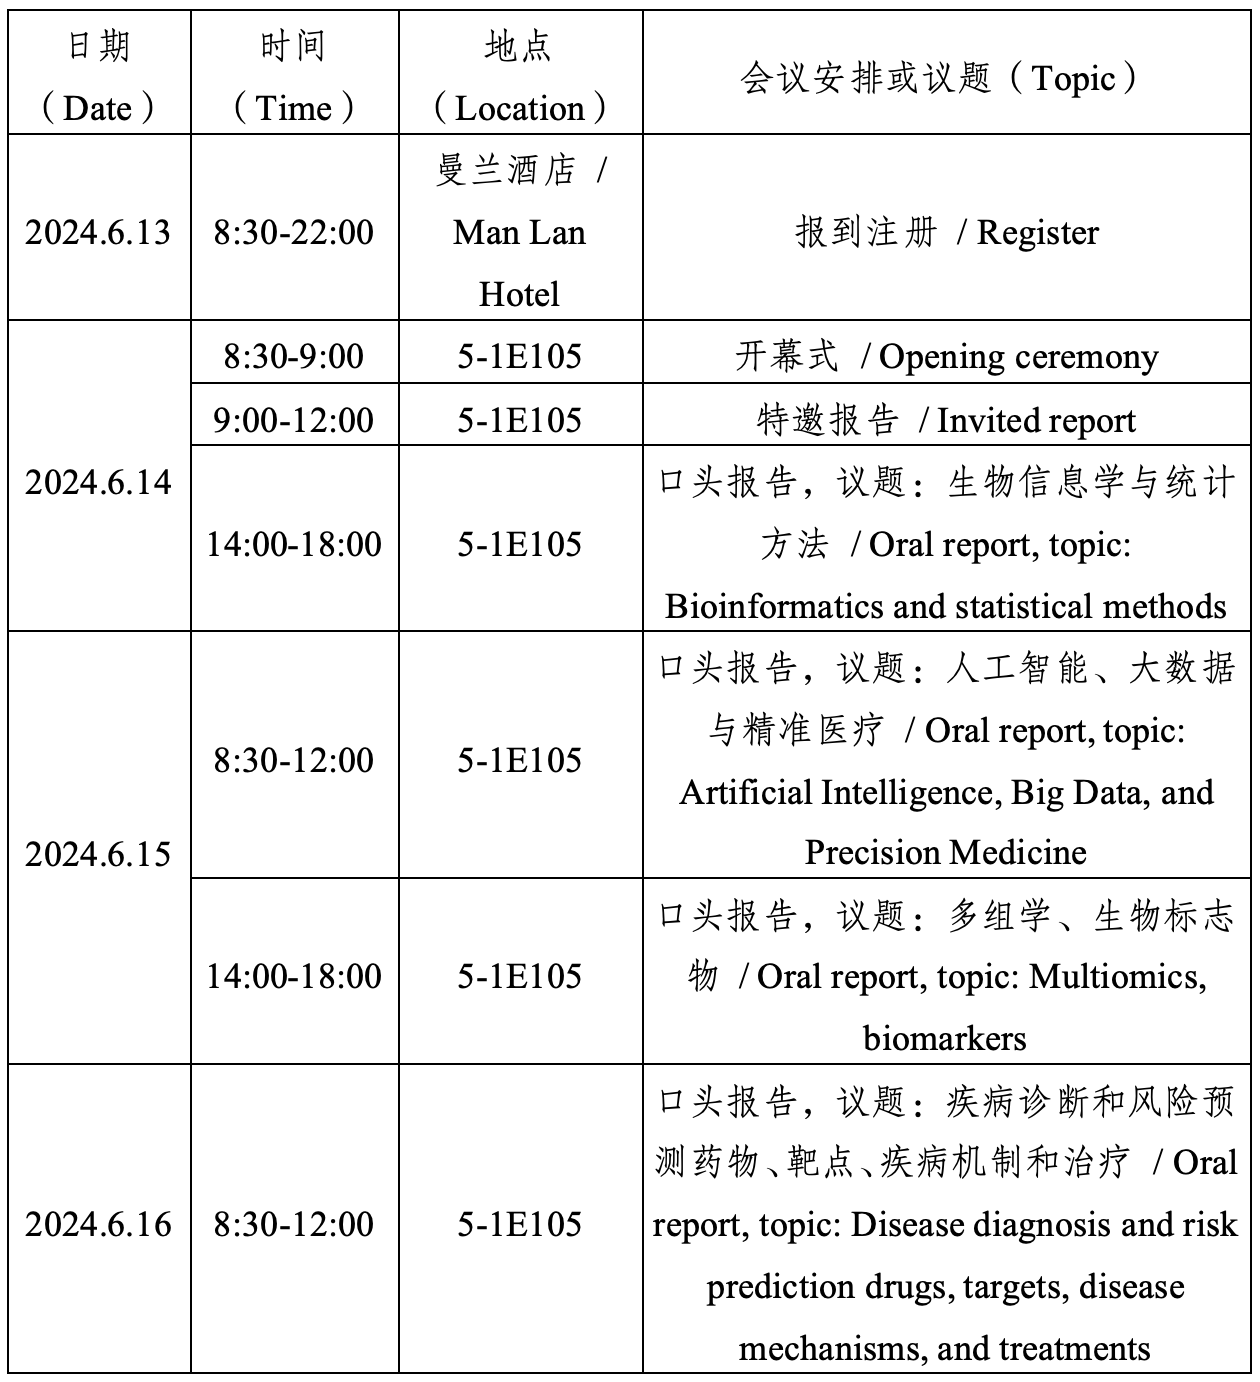 日期
（Date）
时间
（Time）
地点
（Location）
会议安排或议题（Topic）
2024.6.13
8:30-22:00
曼兰酒店 /
Man Lan
Hotel
报到注册 / Register
2024.6.14
8:30-9:00
5-1E105
开幕式 / Opening ceremony
9:00-12:00
5-1E105
特邀报告 / Invited report
14:00-18:00
5-1E105
口头报告，议题：生物信息学与统计
方法 / Oral report, topic:
Bioinformatics and statistical methods
2024.6.15
8:30-12:00
5-1E105
口头报告，议题：人工智能、大数据
与精准医疗 / Oral report, topic:
Artificial Intelligence, Big Data, and
Precision Medicine
14:00-18:00
5-1E105
口头报告，议题：多组学、生物标志
物 / Oral report, topic: Multiomics,
biomarkers
2024.6.16
8:30-12:00
5-1E105
口头报告，议题：疾病诊断和风险预
测药物、靶点、疾病机制和治疗 / Oral
report, topic: Disease diagnosis and risk
prediction drugs, targets, disease
mechanisms, and treatments